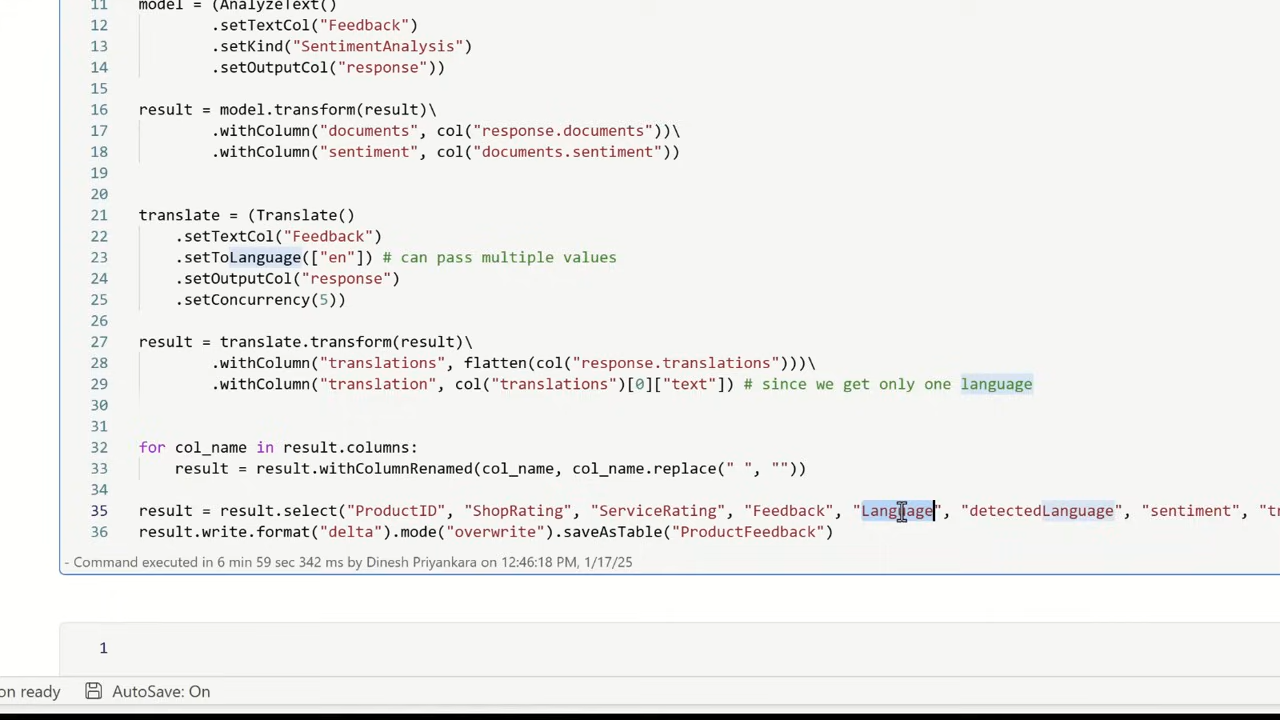 11 model = (AnalyzeText()
12 .setTextCol("Feedback")
13 .setKind("SentimentAnalysis")
14 .setOutputCol("response"))
15
16 result = model.transform(result)\
17 .withColumn("documents", col("response.documents"))\
18 .withColumn("sentiment", col("documents.sentiment"))
19
20
21 translate = (Translate()
22 .setTextCol("Feedback")
23 .setToLanguage(["en"]) # can pass multiple values
24 .setOutputCol("response")
25 .setConcurrency(5))
26
27 result = translate.transform(result)\
28 .withColumn("translations", flatten(col("response.translations")))\
29 .withColumn("translation", col("translations")[0]["text"]) # since we get only one language
30
31
32 for col_name in result.columns:
33 result = result.withColumnRenamed(col_name, col_name.replace(" ", ""))
34
35 result = result.select("ProductID", "ShopRating", "ServiceRating", "Feedback", "Language", "detectedLanguage", "sentiment", "tr
36 result.write.format("delta").mode("overwrite").saveAsTable("ProductFeedback")
- Command executed in 6 min 59 sec 342 ms by Dinesh Priyankara on 12:46:18 PM, 1/17/25
1
on ready AutoSave: On